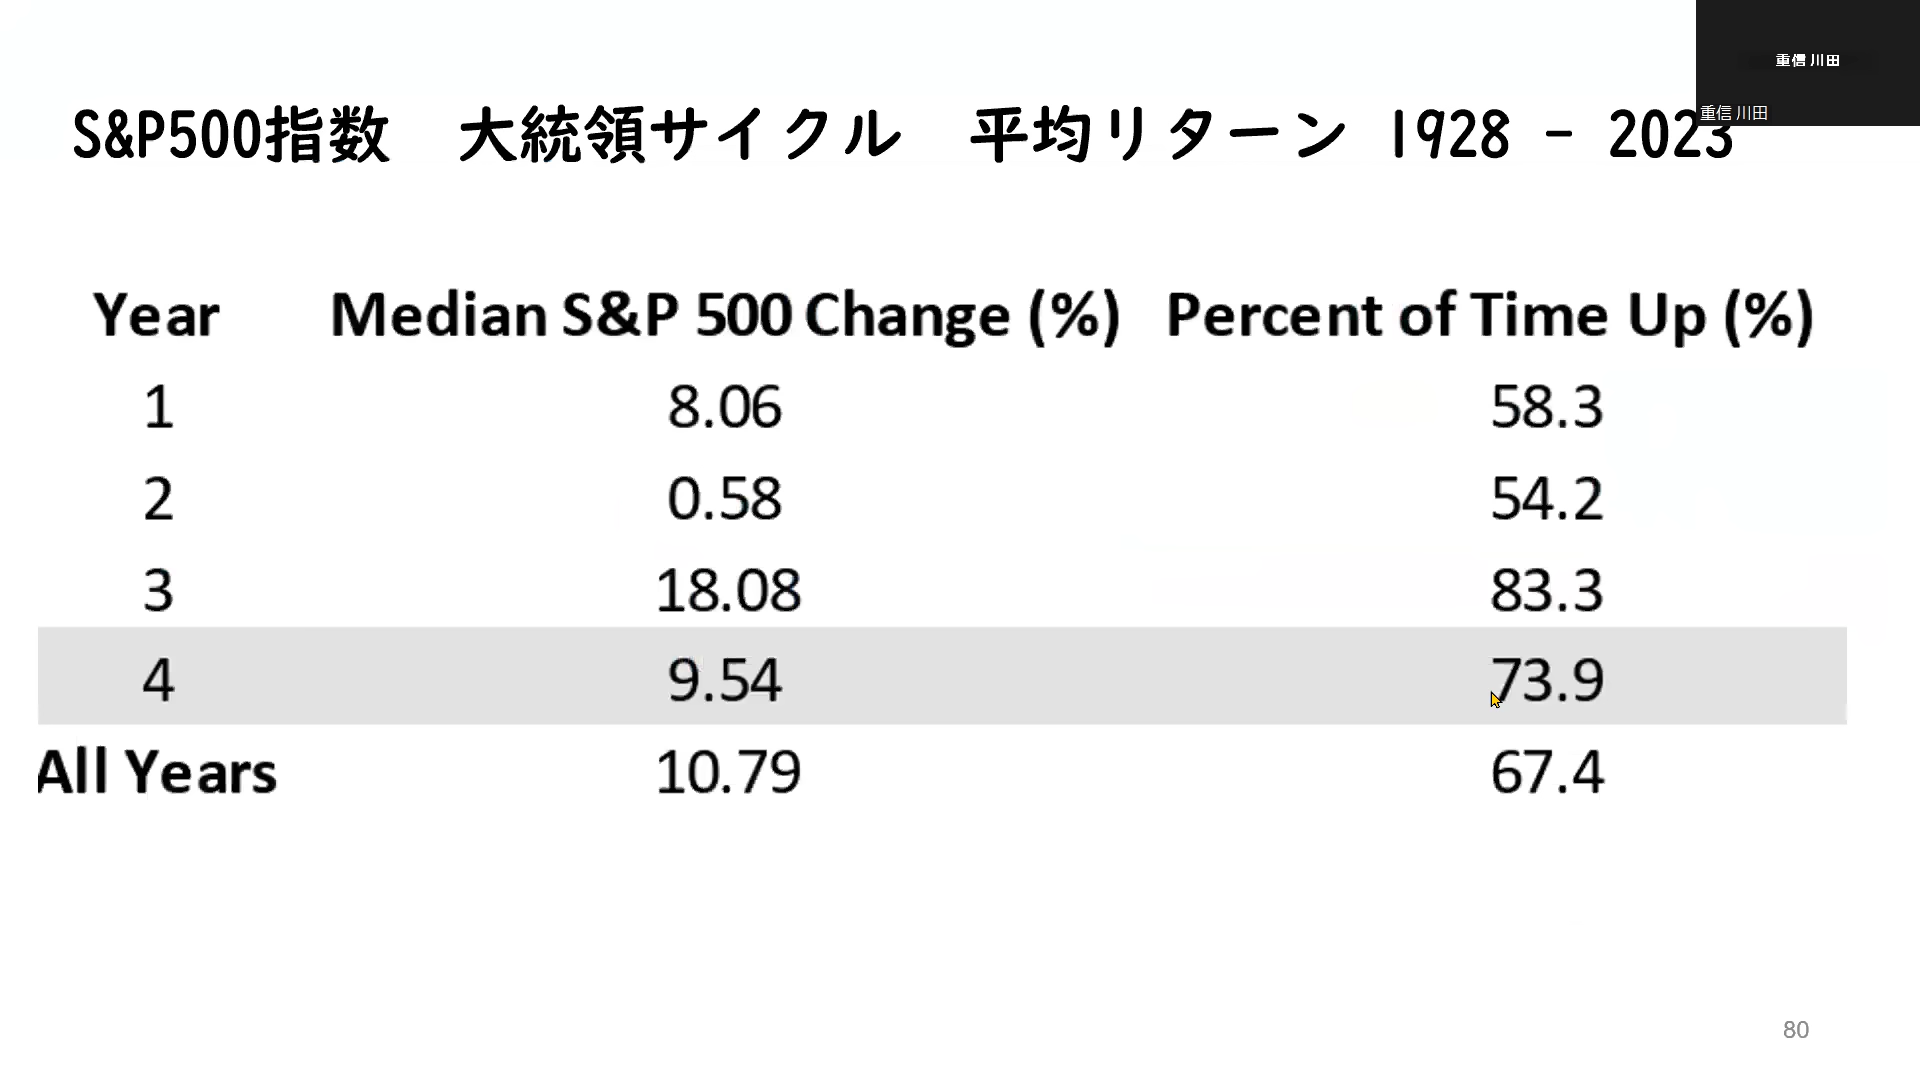 重信 川田
重信 川田
S&P500指数　大統領サイクル　平均リターン 1928 - 2023
Year Median S&P 500 Change (%) Percent of Time Up (%)
1 8.06 58.3
2 0.58 54.2
3 18.08 83.3
4 9.54 73.9
All Years 10.79 67.4
80